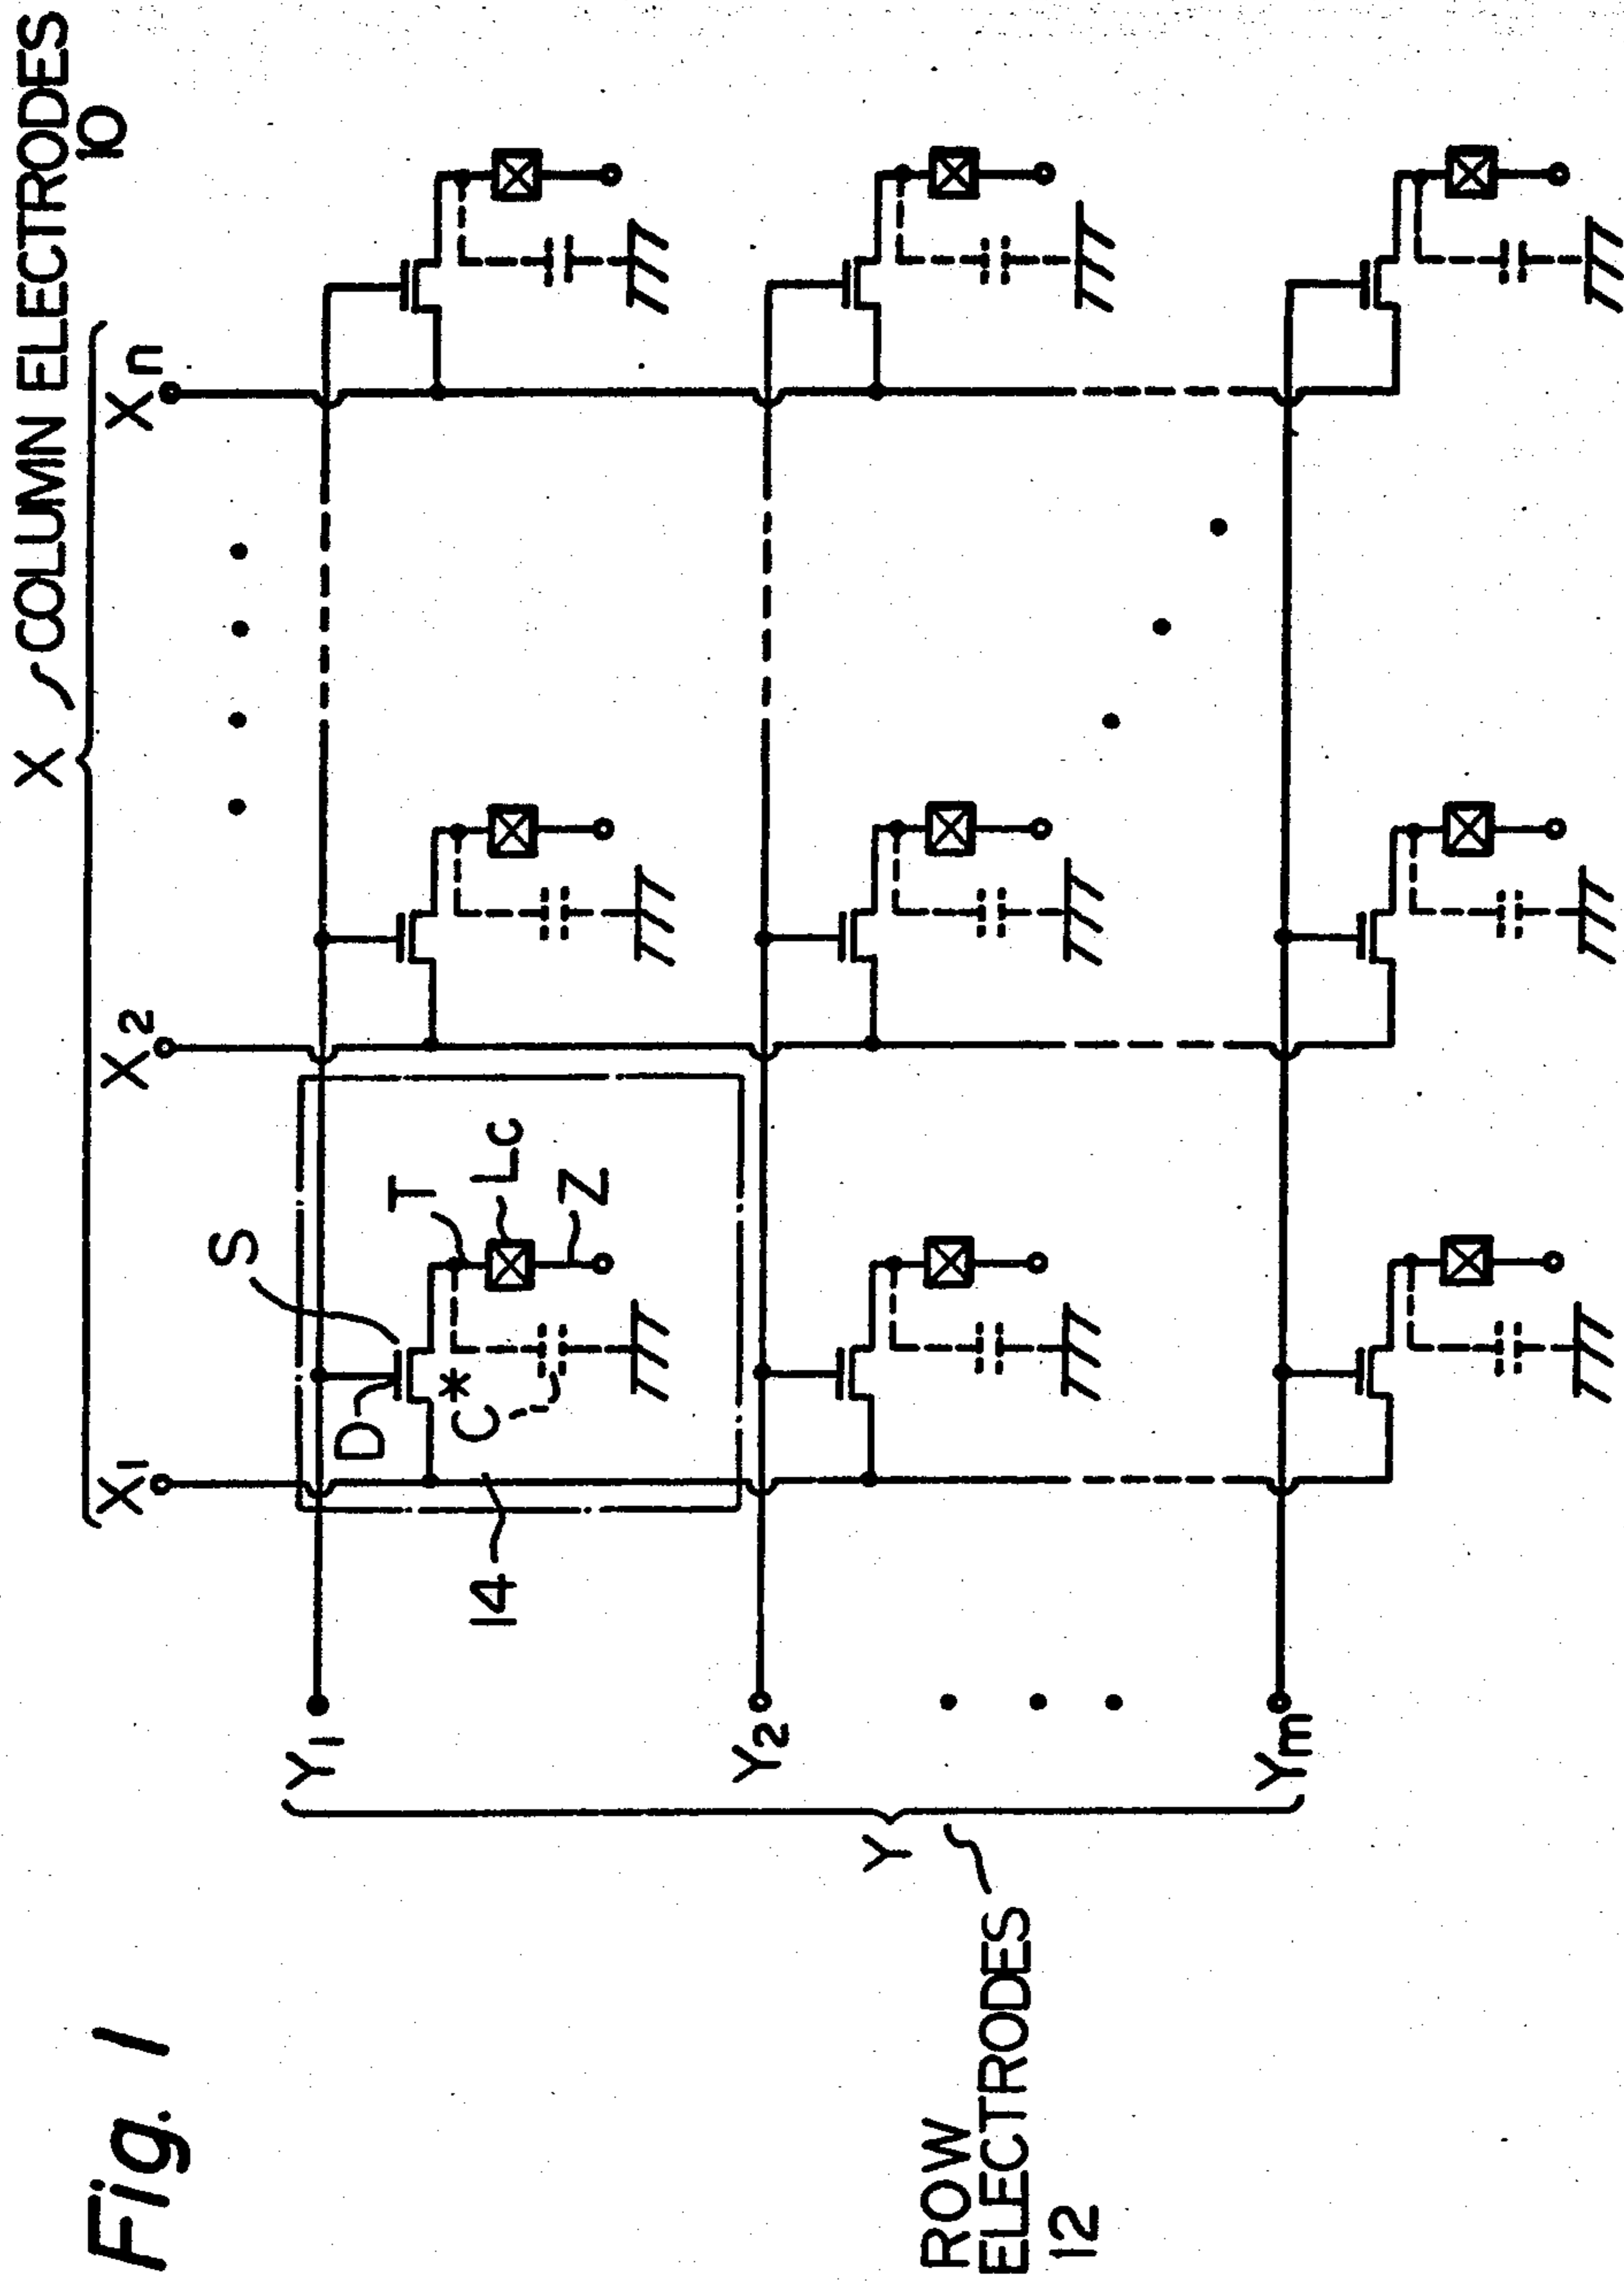 Fig. 1
X COLUMN ELECTRODES
10
X1
X2
Xn
S
D
T
Lc
C*
Z
14
Y1
Y2
Ym
Y
ROW
ELECTRODES
12